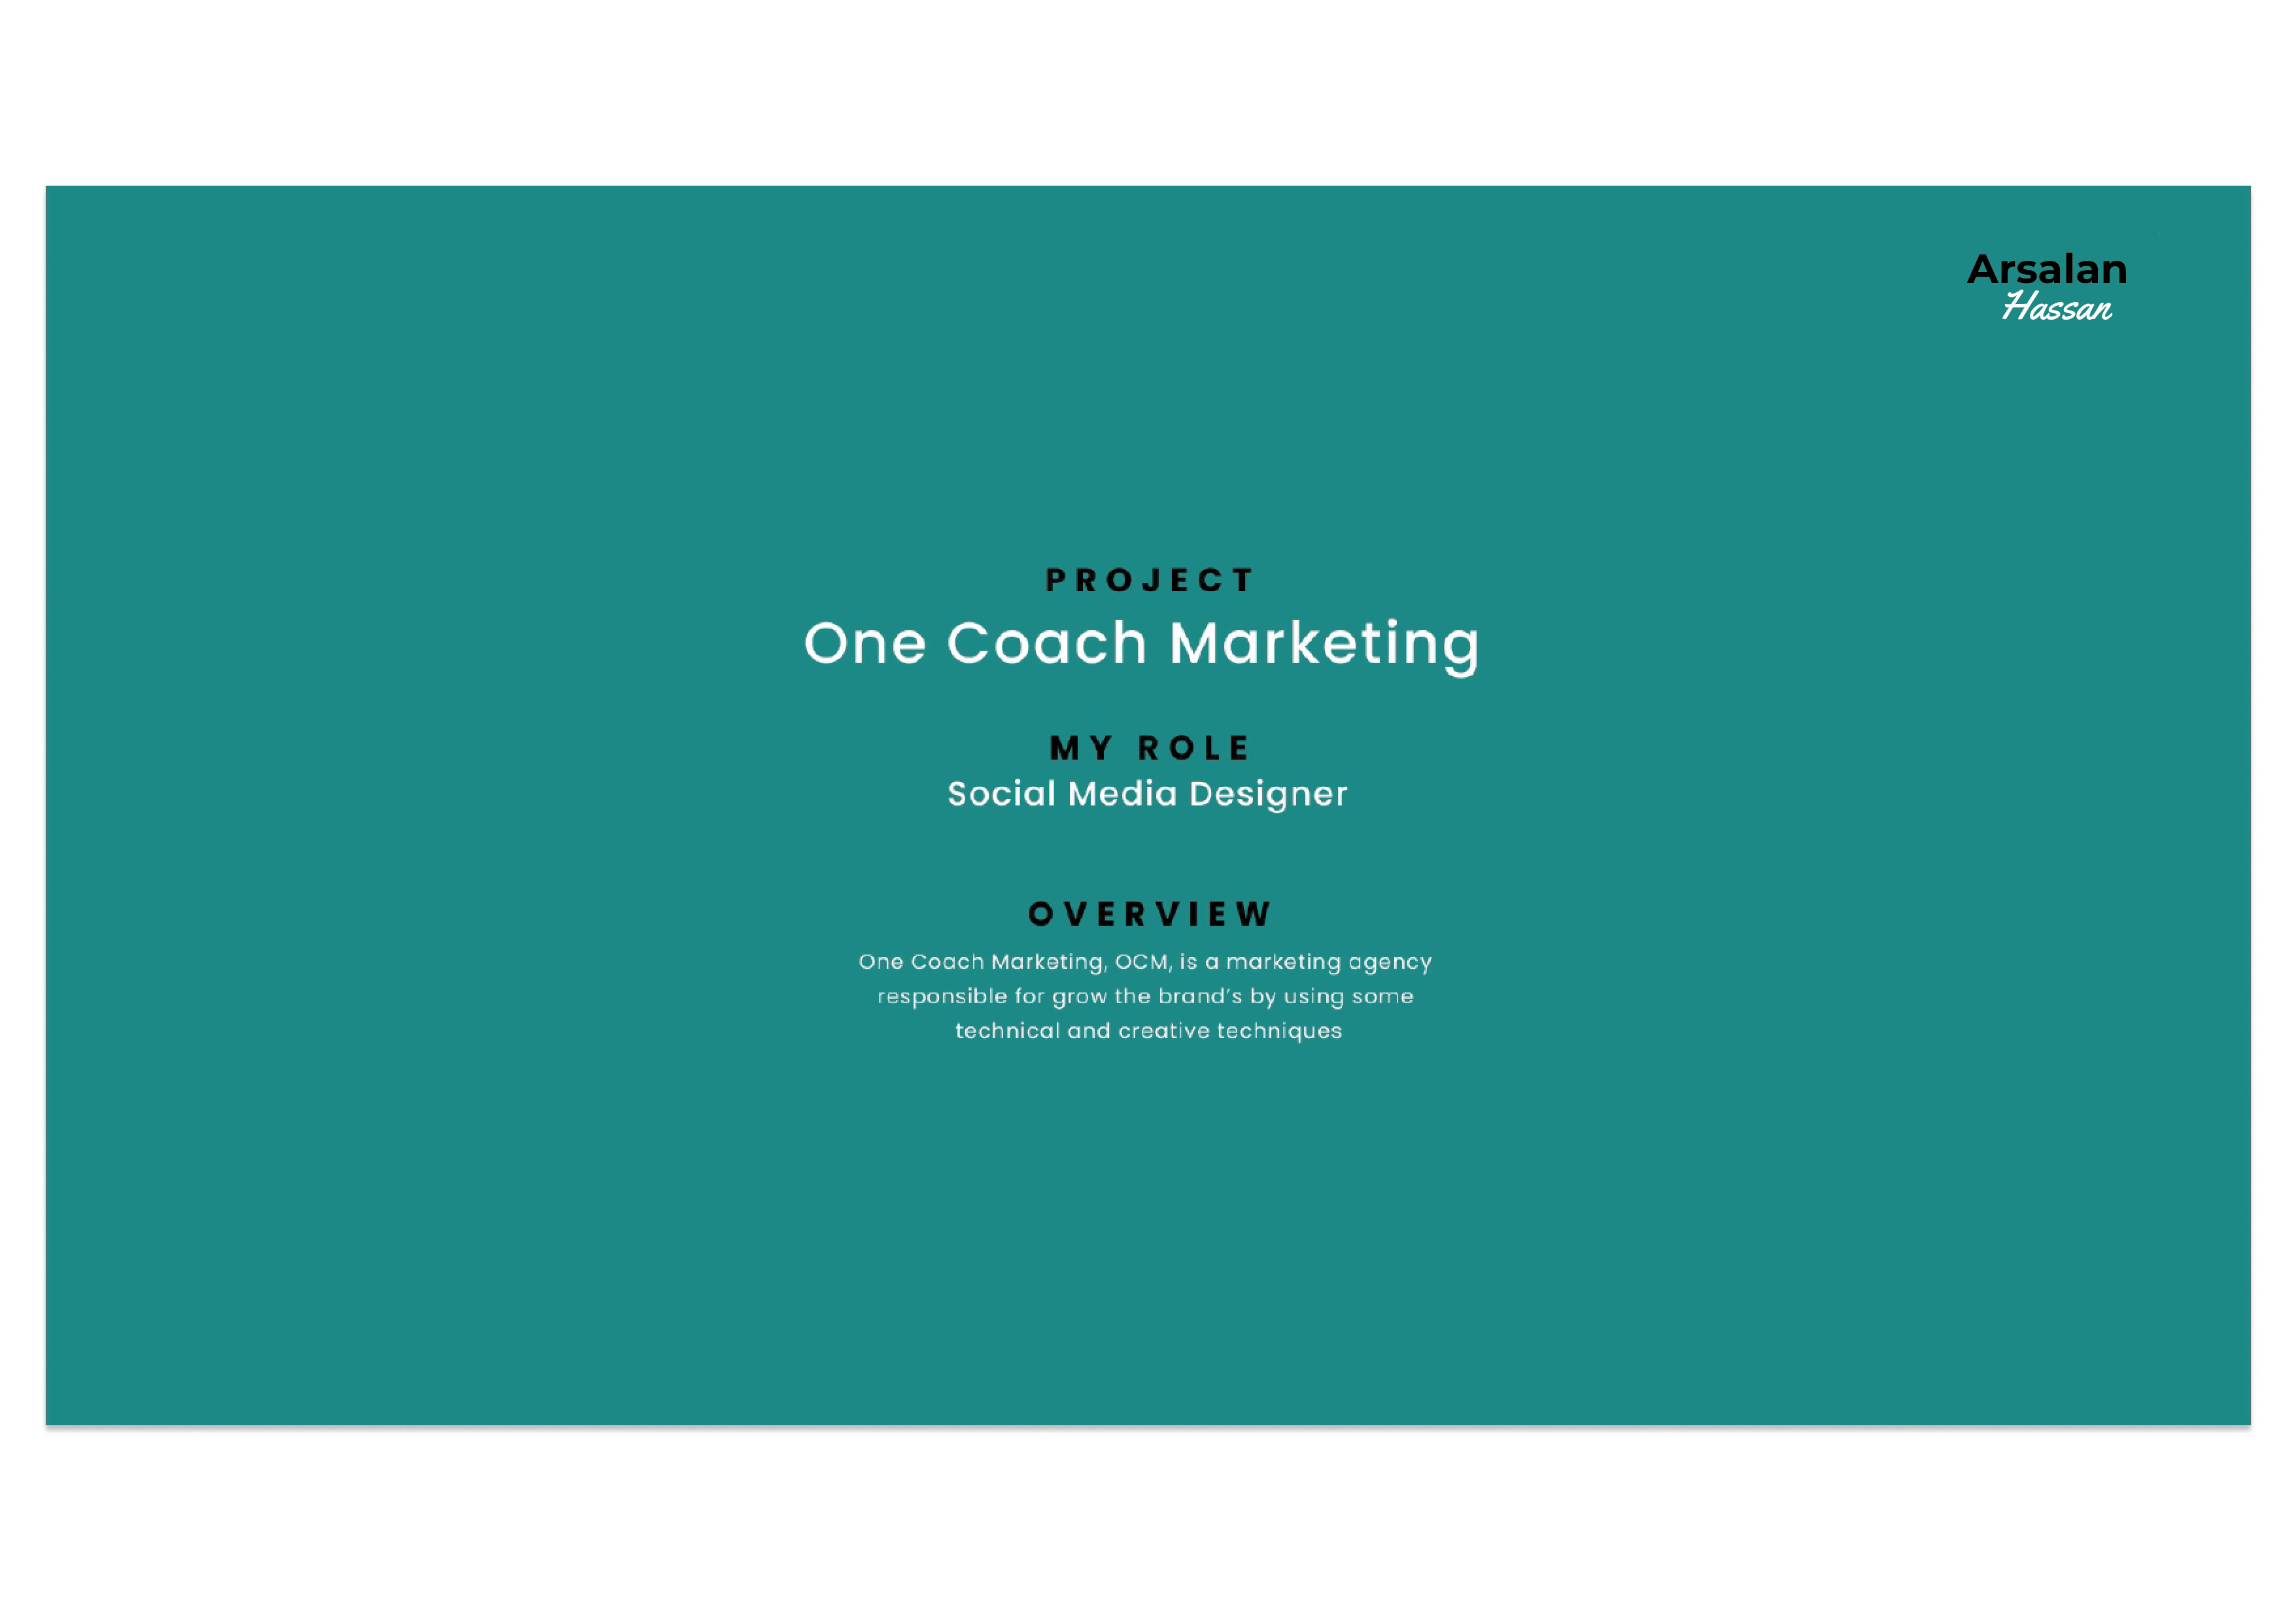 Arsalan
Hassan
PROJECT
One Coach Marketing
MY ROLE
Social Media Designer
OVERVIEW
One Coach Marketing, OCM, is a marketing agency
responsible for grow the brand's by using some
technical and creative techniques